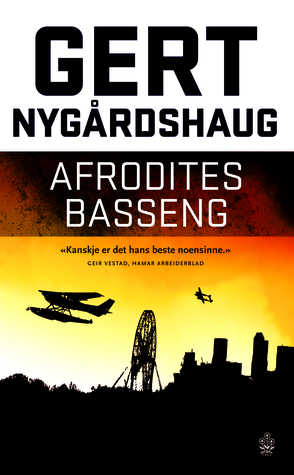 GERT
NYGÅRDSHAUG
AFRODITES
BASSENG
«Kanskje er det hans beste noensinne.»
GEIR VESTAD, HAMAR ARBEIDERBLAD